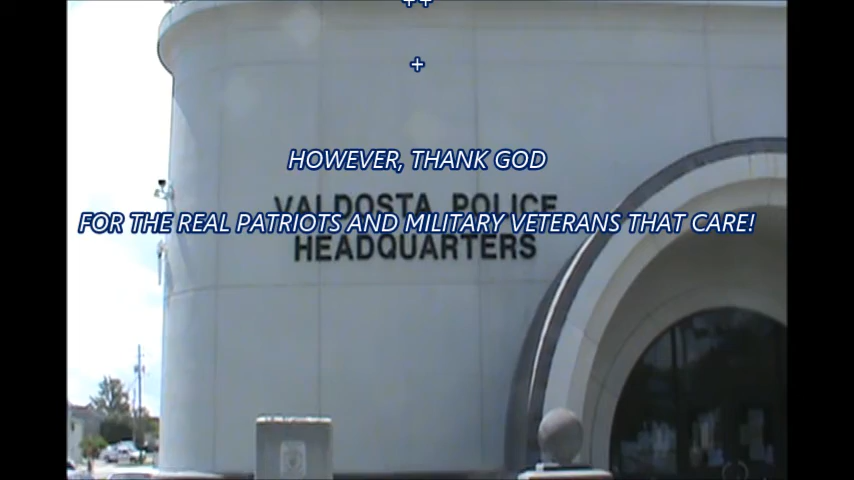 ++
+
HOWEVER, THANK GOD
VALDOSTA POLICE
FOR THE REAL PATRIOTS AND MILITARY VETERANS THAT CARE!
HEADQUARTERS